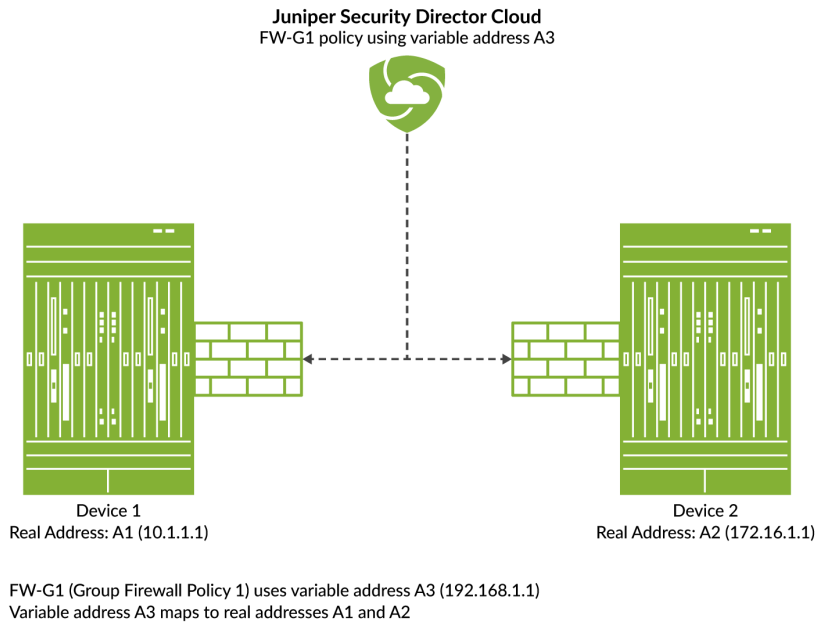 Juniper Security Director Cloud
FW-G1 policy using variable address A3
Device 1
Real Address: A1 (10.1.1.1)
Device 2
Real Address: A2 (172.16.1.1)
FW-G1 (Group Firewall Policy 1) uses variable address A3 (192.168.1.1)
Variable address A3 maps to real addresses A1 and A2